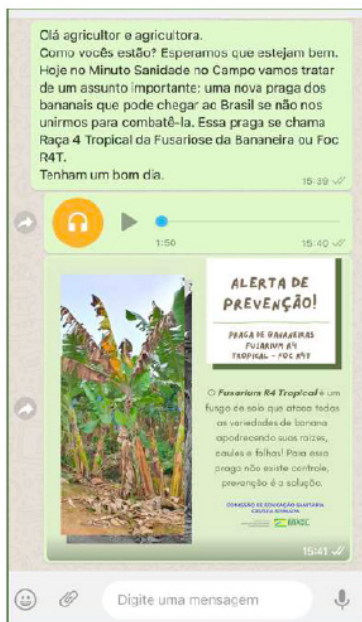 Olá agricultor e agricultora.
Como vocês estão? Esperamos que estejam bem.
Hoje no Minuto Sanidade no Campo vamos tratar
de um assunto importante: uma nova praga dos
bananais que pode chegar ao Brasil se não nos
unirmos para combatê-la. Essa praga se chama
Raça 4 Tropical da Fusariose da Bananeira ou Foc
R4T.
Tenham um bom dia.
15:39
1:50
15:40
ALERTA DE
PREVENÇÃO!
PRAGA DE BANANEIRAS
FUSARIUM R4
TROPICAL - FOC R4T
O Fusarium R4 Tropical é um
fungo de solo que ataca todas
as variedades de banana
apodrecendo suas raízes,
caules e folhas! Para essa
praga não existe controle,
prevenção é a solução.
COMISSÃO DE EDUCAÇÃO SANITÁRIA
BRASIL
15:41
Digite uma mensagem